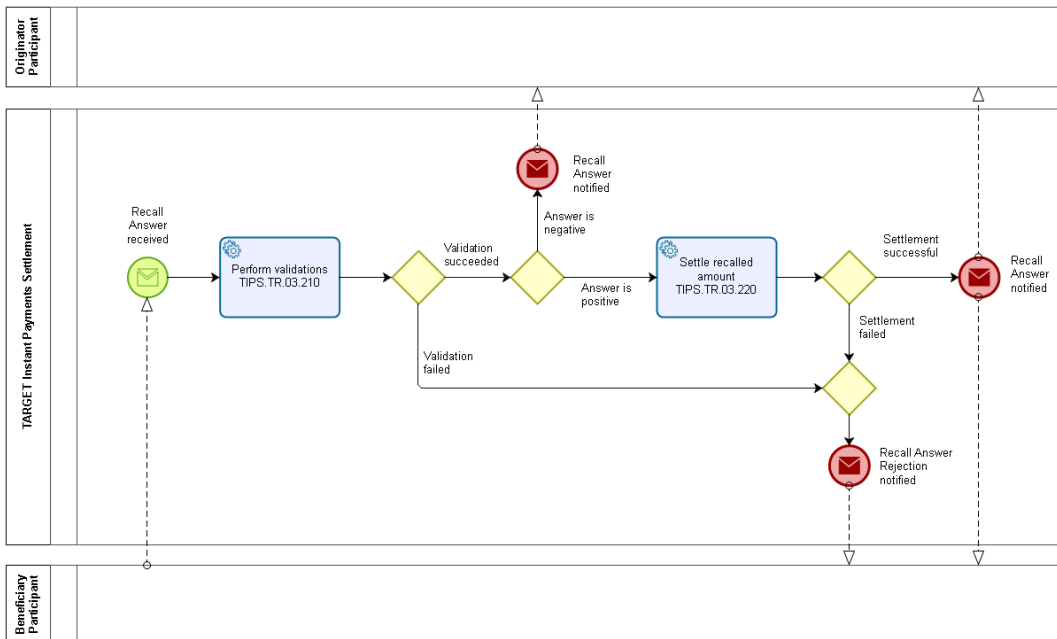 Originator
Participant
TARGET Instant Payments Settlement
Recall
Answer
received
Perform validations
TIPS.TR.03.210
Validation
succeeded
Validation
failed
Recall
Answer
notified
Answer is
negative
Answer is
positive
Settle recalled
amount
TIPS.TR.03.220
Settlement
successful
Recall
Answer
notified
Settlement
failed
Recall Answer
Rejection
notified
Beneficiary
Participant